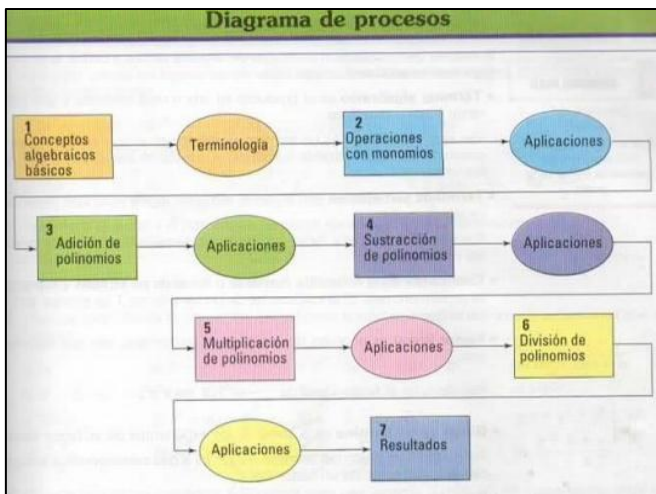 Diagrama de procesos
1
Conceptos
algebraicos
básicos
Terminología
2
Operaciones
con monomios
Aplicaciones
3
Adición de
polinomios
Aplicaciones
4
Sustracción
de polinomios
Aplicaciones
5
Multiplicación
de polinomios
Aplicaciones
6
División de
polinomios
Aplicaciones
7
Resultados